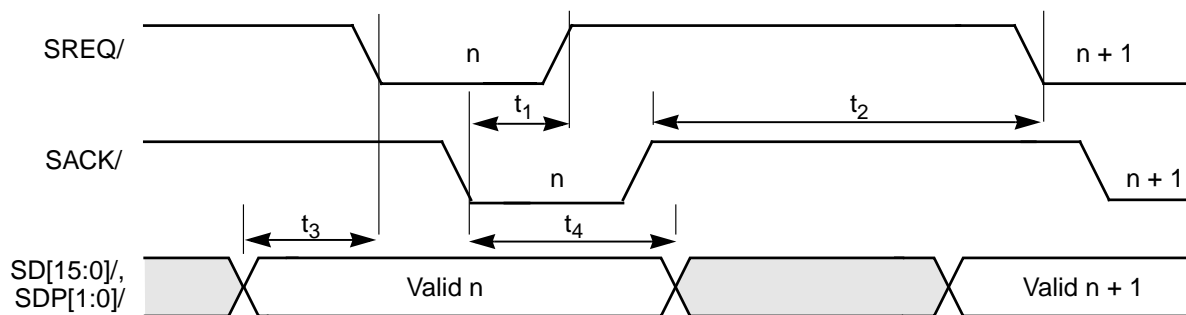 SREQ/
n
n + 1
t1
t2
SACK/
n
n + 1
t3
t4
SD[15:0]/,
SDP[1:0]/
Valid n
Valid n + 1